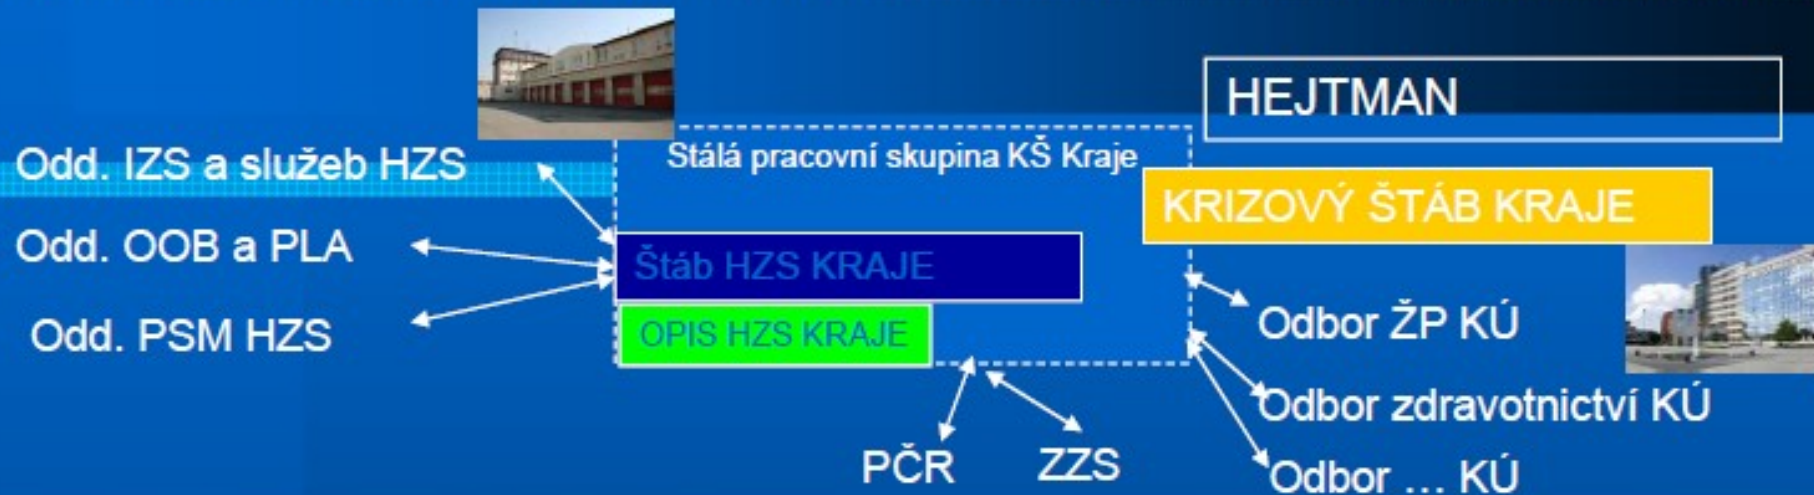 HEJTMAN
Odd. IZS a služeb HZS
Stálá pracovní skupina KŠ Kraje
KRIZOVÝ ŠTÁB KRAJE
Odd. OOB a PLA
Štáb HZS KRAJE
Odd. PSM HZS
OPIS HZS KRAJE
Odbor ŽP KÚ
Odbor zdravotnictví KÚ
PČR
ZZS
Odbor ... KÚ